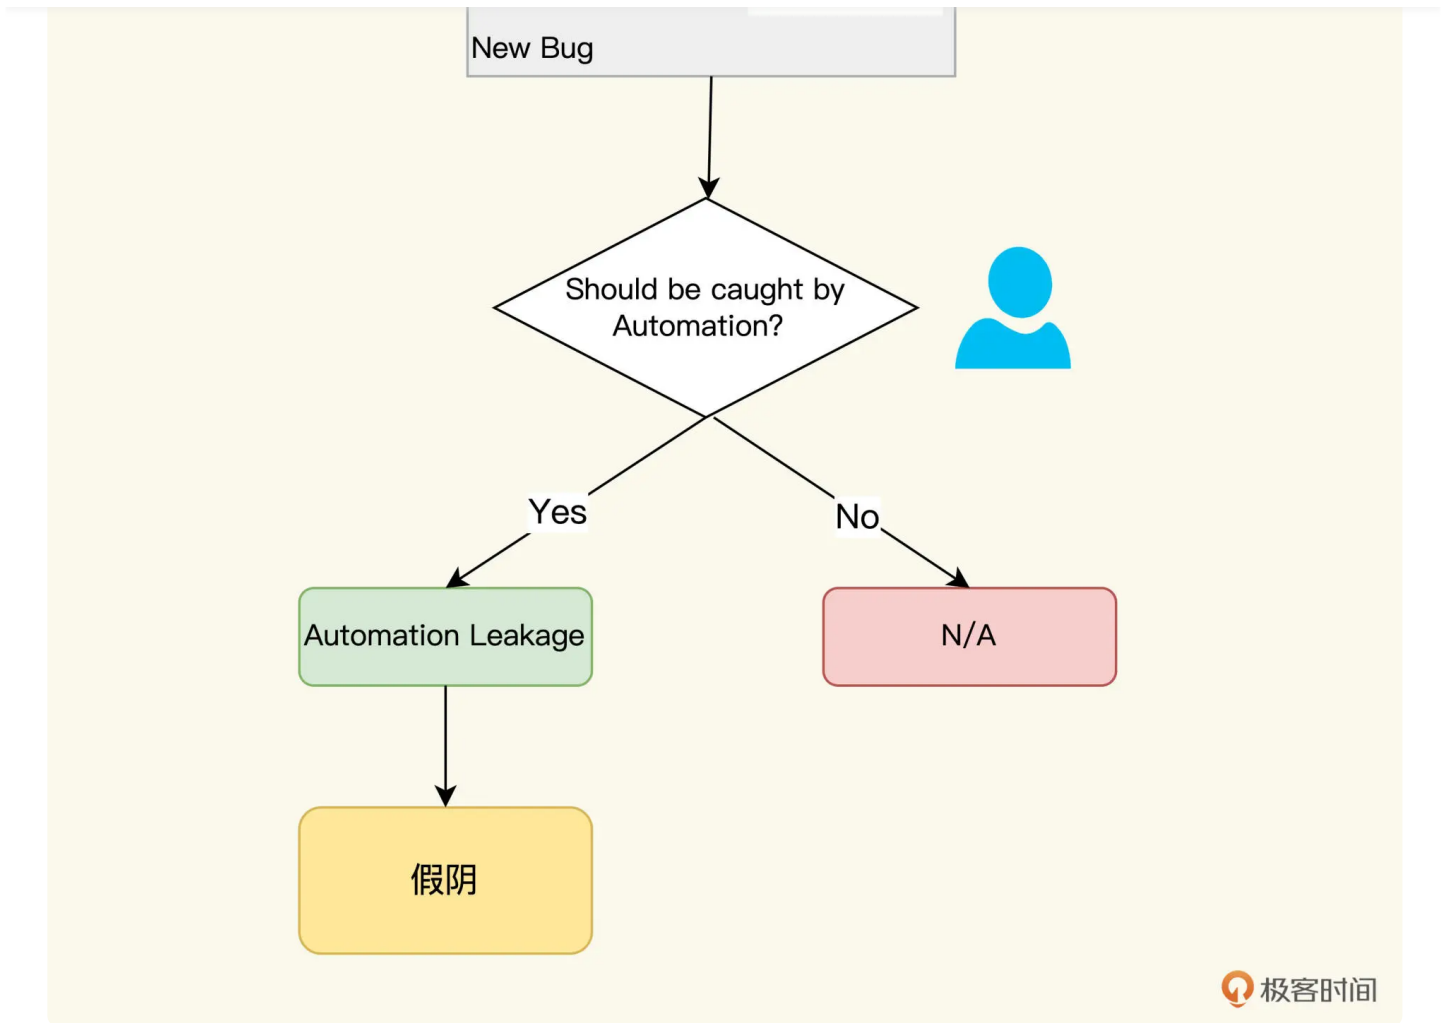 New Bug
Should be caught by
Automation?
Yes
No
Automation Leakage
N/A
假阴
极客时间